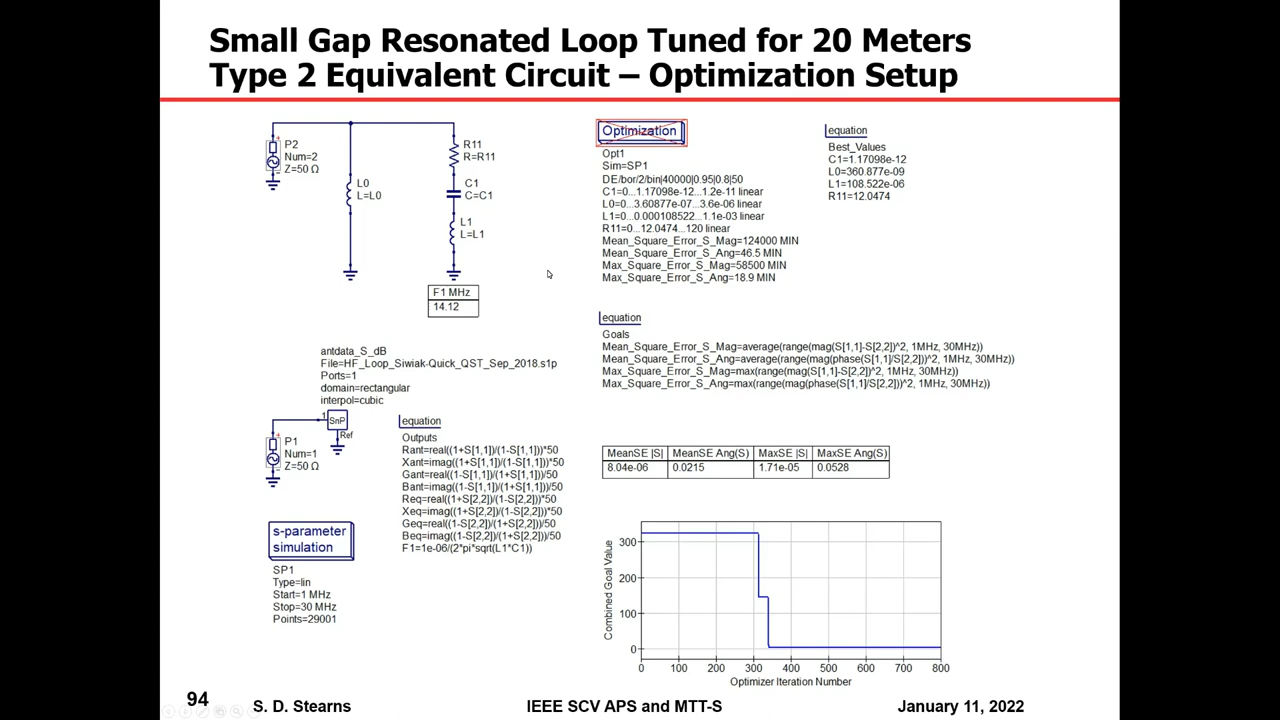 Small Gap Resonated Loop Tuned for 20 Meters
Type 2 Equivalent Circuit – Optimization Setup
P2
Num=2
Z=50 Ω
L0
L=L0
R11
R=R11
C1
C=C1
L1
L=L1
F1 MHz
14.12
Optimization
Opt1
Sim=SP1
DE/bor/2/bin|40000|0.95|0.8|50
C1=0...1.17098e-12...1.2e-11 linear
L0=0...3.60877e-07...3.6e-06 linear
L1=0...0.000108522...1.1e-03 linear
R11=0...12.0474...120 linear
Mean_Square_Error_S_Mag=124000 MIN
Mean_Square_Error_S_Ang=46.5 MIN
Max_Square_Error_S_Mag=58500 MIN
Max_Square_Error_S_Ang=18.9 MIN
equation
Best_Values
C1=1.17098e-12
L0=360.877e-09
L1=108.522e-06
R11=12.0474
equation
Goals
Mean_Square_Error_S_Mag=average(range(mag(S[1,1]-S[2,2])^2, 1MHz, 30MHz))
Mean_Square_Error_S_Ang=average(range(mag(phase(S[1,1]/S[2,2]))^2, 1MHz, 30MHz))
Max_Square_Error_S_Mag=max(range(mag(S[1,1]-S[2,2])^2, 1MHz, 30MHz))
Max_Square_Error_S_Ang=max(range(mag(phase(S[1,1]/S[2,2]))^2, 1MHz, 30MHz))
antdata_S_dB
File=HF_Loop_Siwiak-Quick_QST_Sep_2018.s1p
Ports=1
domain=rectangular
interpol=cubic
1
SnP
Ref
P1
Num=1
Z=50 Ω
equation
Outputs
Rant=real((1+S[1,1])/(1-S[1,1]))*50
Xant=imag((1+S[1,1])/(1-S[1,1]))*50
Gant=real((1-S[1,1])/(1+S[1,1]))/50
Bant=imag((1-S[1,1])/(1+S[1,1]))/50
Req=real((1+S[2,2])/(1-S[2,2]))*50
Xeq=imag((1+S[2,2])/(1-S[2,2]))*50
Geq=real((1-S[2,2])/(1+S[2,2]))/50
Beq=imag((1-S[2,2])/(1+S[2,2]))/50
F1=1e-06/(2*pi*sqrt(L1*C1))
s-parameter
simulation
SP1
Type=lin
Start=1 MHz
Stop=30 MHz
Points=29001
MeanSE |S| MeanSE Ang(S) MaxSE |S| MaxSE Ang(S)
8.04e-06 0.0215 1.71e-05 0.0528
Combined Goal Value
300
200
100
0
0 100 200 300 400 500 600 700 800
Optimizer Iteration Number
94 S. D. Stearns IEEE SCV APS and MTT-S January 11, 2022